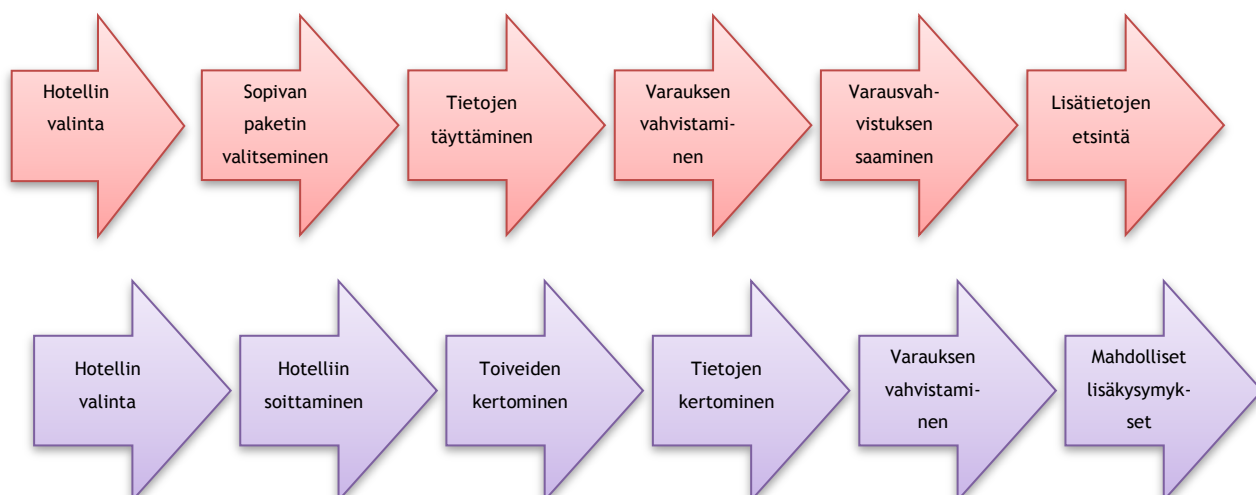 Hotellin
valinta
Sopivan
paketin
valitseminen
Tietojen
täyttäminen
Varauksen
vahvistami-
nen
Varausvah-
vistuksen
saaminen
Lisätietojen
etsintä
Hotellin
valinta
Hotelliin
soittaminen
Toiveiden
kertominen
Tietojen
kertominen
Varauksen
vahvistami-
nen
Mahdolliset
lisäkysymyk-
set